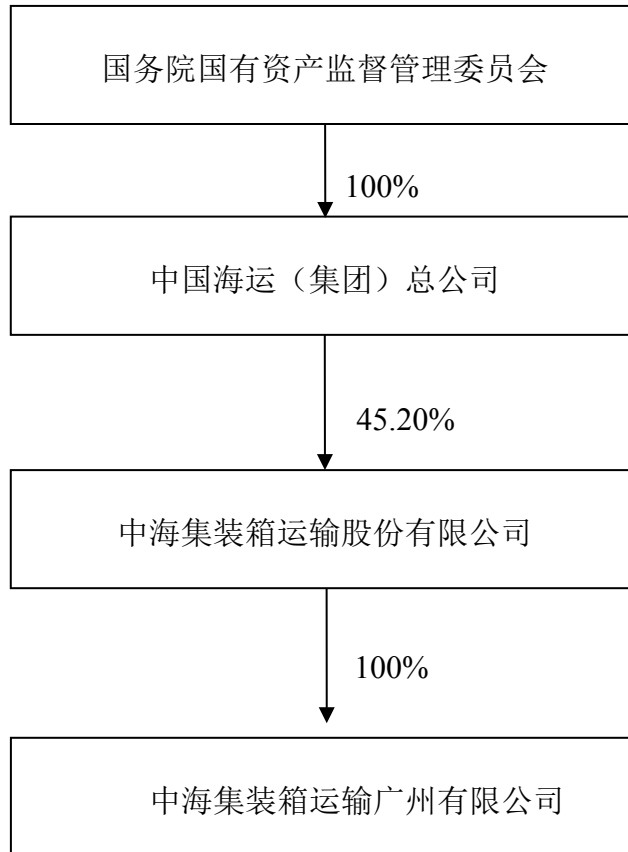 国务院国有资产监督管理委员会
100%
中国海运（集团）总公司
45.20%
中海集装箱运输股份有限公司
100%
中海集装箱运输广州有限公司